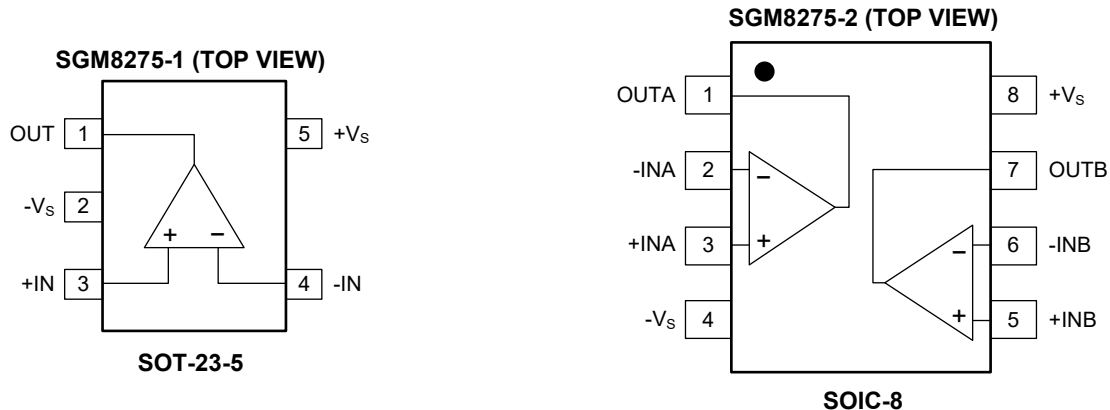 SGM8275-1 (TOP VIEW)
OUT 1
5 +VS
-VS 2
+ −
+IN 3
4 -IN
SOT-23-5
SGM8275-2 (TOP VIEW)
OUTA 1
8 +VS
-INA 2
−
7 OUTB
+INA 3
+
−
6 -INB
-VS 4
+
5 +INB
SOIC-8